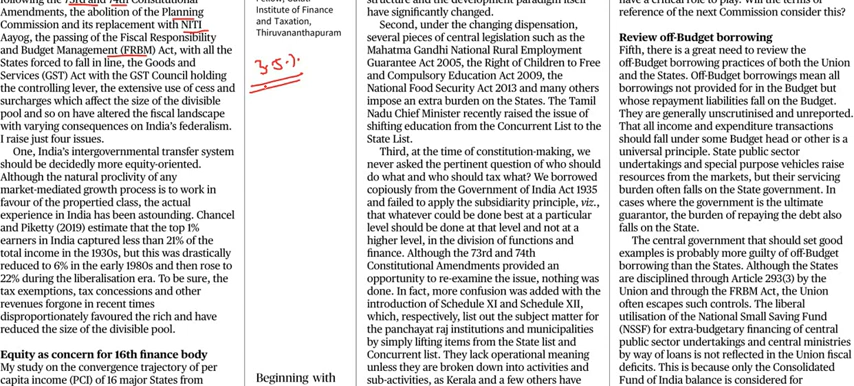 following the 73rd and 74th Constitutional
Amendments, the abolition of the Planning
Commission and its replacement with NITI
Aayog, the passing of the Fiscal Responsibility
and Budget Management (FRBM) Act, with all the
States forced to fall in line, the Goods and
Services (GST) Act with the GST Council holding
the controlling lever, the extensive use of cess and
surcharges which affect the size of the divisible
pool and so on have altered the fiscal landscape
with varying consequences on India's federalism.
I raise just four issues.
One, India's intergovernmental transfer system
should be decidedly more equity-oriented.
Although the natural proclivity of any
market-mediated growth process is to work in
favour of the propertied class, the actual
experience in India has been astounding. Chancel
and Piketty (2019) estimate that the top 1%
earners in India captured less than 21% of the
total income in the 1930s, but this was drastically
reduced to 6% in the early 1980s and then rose to
22% during the liberalisation era. To be sure, the
tax exemptions, tax concessions and other
revenues forgone in recent times
disproportionately favoured the rich and have
reduced the size of the divisible pool.
Equity as concern for 16th finance body
My study on the convergence trajectory of per
capita income (PCI) of 16 major States from
Institute of Finance
and Taxation,
Thiruvananthapuram
3.5%
Beginning with
structure and the development paradigm itself
have significantly changed.
Second, under the changing dispensation,
several pieces of central legislation such as the
Mahatma Gandhi National Rural Employment
Guarantee Act 2005, the Right of Children to Free
and Compulsory Education Act 2009, the
National Food Security Act 2013 and many others
impose an extra burden on the States. The Tamil
Nadu Chief Minister recently raised the issue of
shifting education from the Concurrent List to the
State List.
Third, at the time of constitution-making, we
never asked the pertinent question of who should
do what and who should tax what? We borrowed
copiously from the Government of India Act 1935
and failed to apply the subsidiarity principle, viz.,
that whatever could be done best at a particular
level should be done at that level and not at a
higher level, in the division of functions and
finance. Although the 73rd and 74th
Constitutional Amendments provided an
opportunity to re-examine the issue, nothing was
done. In fact, more confusion was added with the
introduction of Schedule XI and Schedule XII,
which, respectively, list out the subject matter for
the panchayat raj institutions and municipalities
by simply lifting items from the State list and
Concurrent list. They lack operational meaning
unless they are broken down into activities and
sub-activities, as Kerala and a few others have
have a critical role to play. Will the terms of
reference of the next Commission consider this?
Review off-Budget borrowing
Fifth, there is a great need to review the
off-Budget borrowing practices of both the Union
and the States. Off-Budget borrowings mean all
borrowings not provided for in the Budget but
whose repayment liabilities fall on the Budget.
They are generally unscrutinised and unreported.
That all income and expenditure transactions
should fall under some Budget head or other is a
universal principle. State public sector
undertakings and special purpose vehicles raise
resources from the markets, but their servicing
burden often falls on the State government. In
cases where the government is the ultimate
guarantor, the burden of repaying the debt also
falls on the State.
The central government that should set good
examples is probably more guilty of off-Budget
borrowing than the States. Although the States
are disciplined through Article 293(3) by the
Union and through the FRBM Act, the Union
often escapes such controls. The liberal
utilisation of the National Small Saving Fund
(NSSF) for extra-budgetary financing of central
public sector undertakings and central ministries
by way of loans is not reflected in the Union fiscal
deficits. This is because only the Consolidated
Fund of India balance is considered for